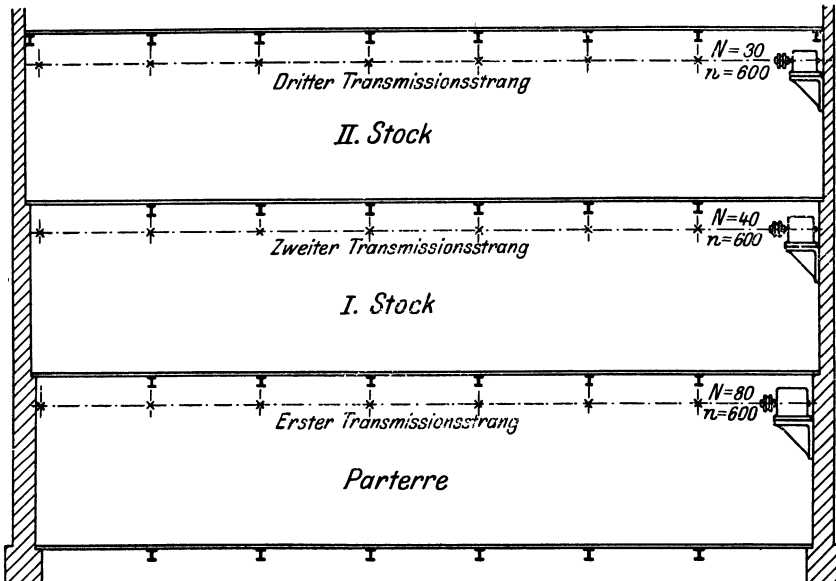 N=30
n=600
Dritter Transmissionsstrang
II. Stock
N=40
n=600
Zweiter Transmissionsstrang
I. Stock
N=80
n=600
Erster Transmissionsstrang
Parterre